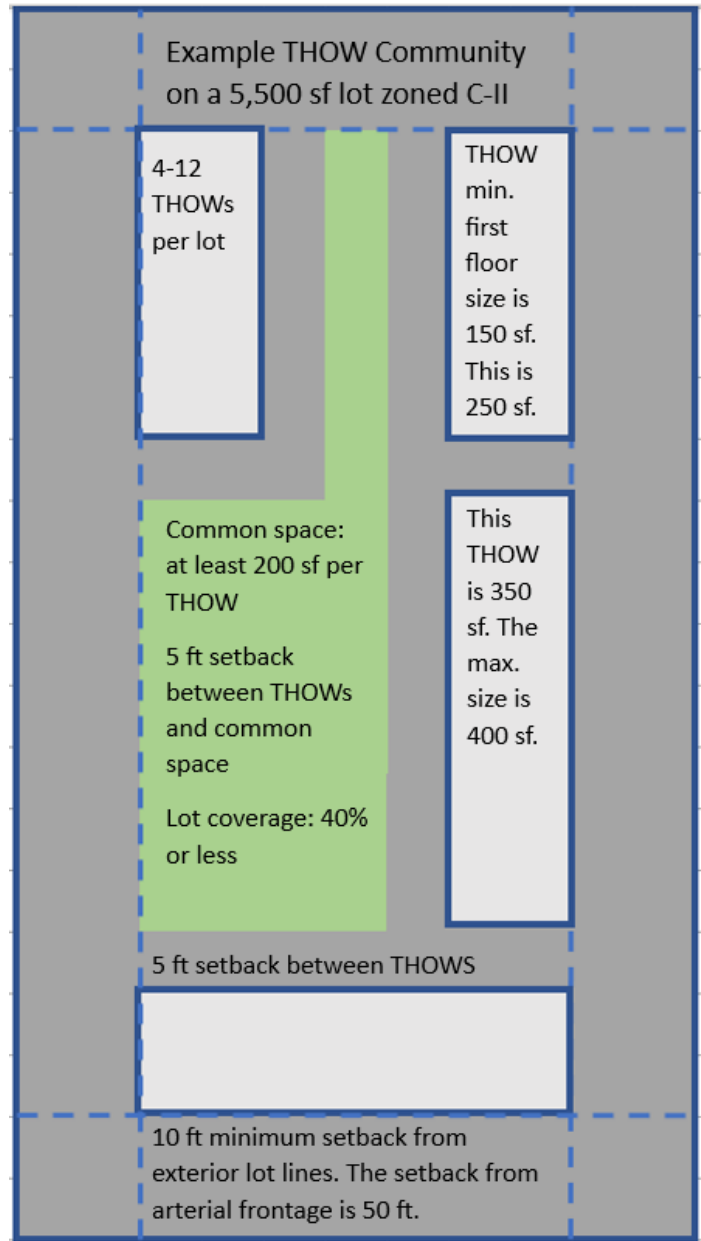 Example THOW Community
on a 5,500 sf lot zoned C-II
4-12
THOWs
per lot
THOW
min.
first
floor
size is
150 sf.
This is
250 sf.
Common space:
at least 200 sf per
THOW
5 ft setback
between THOWs
and common
space
Lot coverage: 40%
or less
This
THOW
is 350
sf. The
max.
size is
400 sf.
5 ft setback between THOWS
10 ft minimum setback from
exterior lot lines. The setback from
arterial frontage is 50 ft.